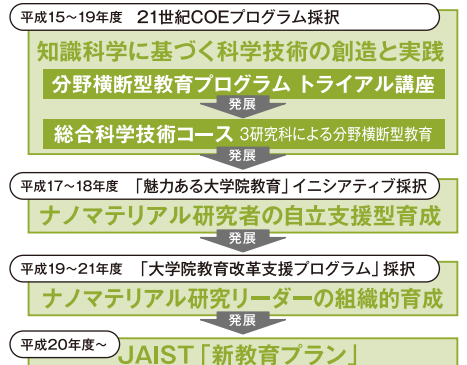 平成15～19年度 21世紀COEプログラム採択
知識科学に基づく科学技術の創造と実践
分野横断型教育プログラム トライアル講座
発展
総合科学技術コース 3研究科による分野横断型教育
発展
平成17～18年度 「魅力ある大学院教育」イニシアティブ採択
ナノマテリアル研究者の自立支援型育成
発展
平成19～21年度 「大学院教育改革支援プログラム」採択
ナノマテリアル研究リーダーの組織的育成
発展
平成20年度～
JAIST「新教育プラン」